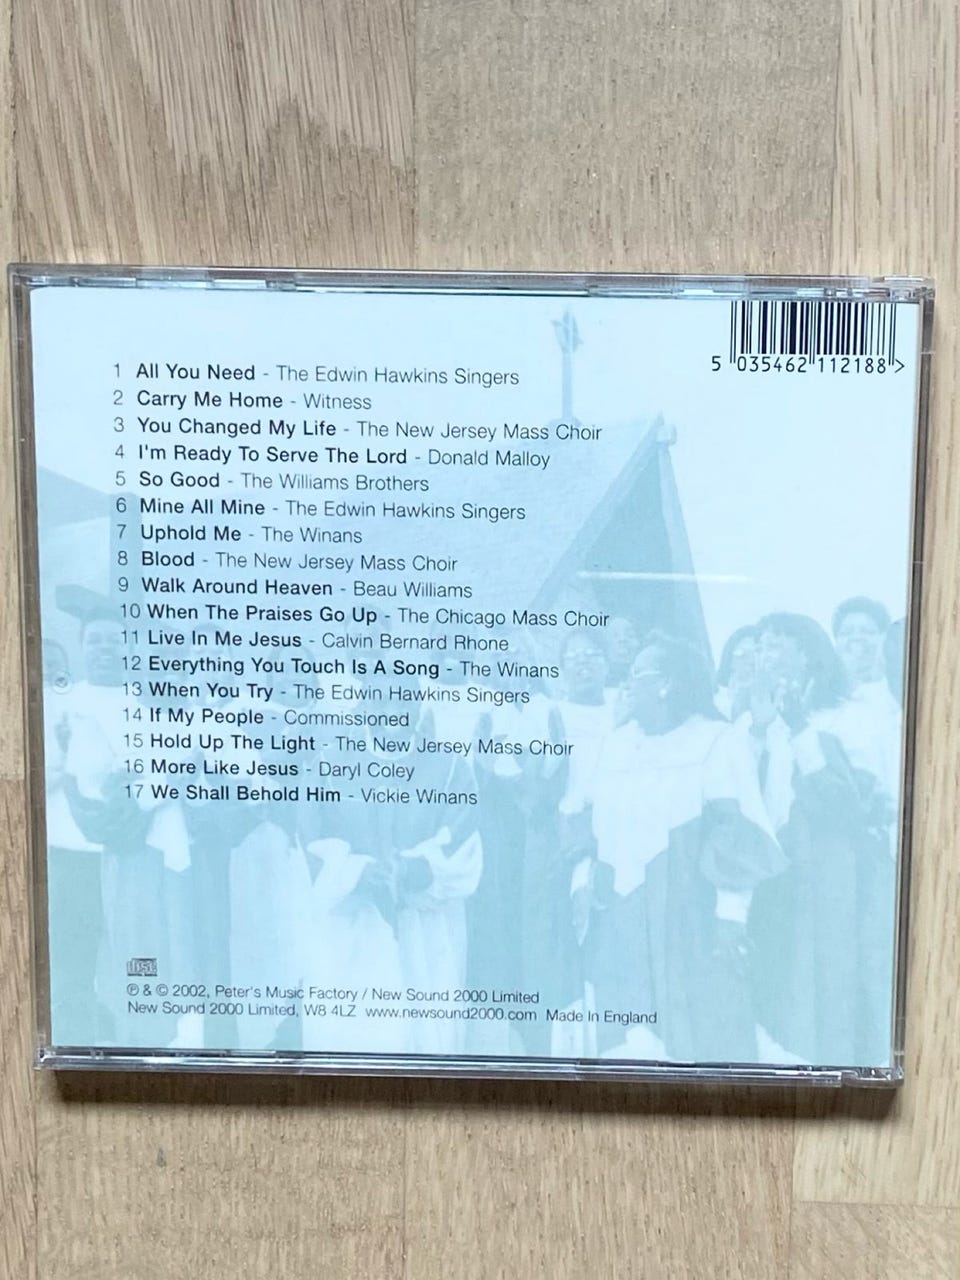 5 035462 112188 >
1 All You Need - The Edwin Hawkins Singers
2 Carry Me Home - Witness
3 You Changed My Life - The New Jersey Mass Choir
4 I'm Ready To Serve The Lord - Donald Malloy
5 So Good - The Williams Brothers
6 Mine All Mine - The Edwin Hawkins Singers
7 Uphold Me - The Winans
8 Blood - The New Jersey Mass Choir
9 Walk Around Heaven - Beau Williams
10 When The Praises Go Up - The Chicago Mass Choir
11 Live In Me Jesus - Calvin Bernard Rhone
12 Everything You Touch Is A Song - The Winans
13 When You Try - The Edwin Hawkins Singers
14 If My People - Commissioned
15 Hold Up The Light - The New Jersey Mass Choir
16 More Like Jesus - Daryl Coley
17 We Shall Behold Him - Vickie Winans
disc
DIGITAL AUDIO
℗ & © 2002, Peter's Music Factory / New Sound 2000 Limited
New Sound 2000 Limited, W8 4LZ www.newsound2000.com Made In England